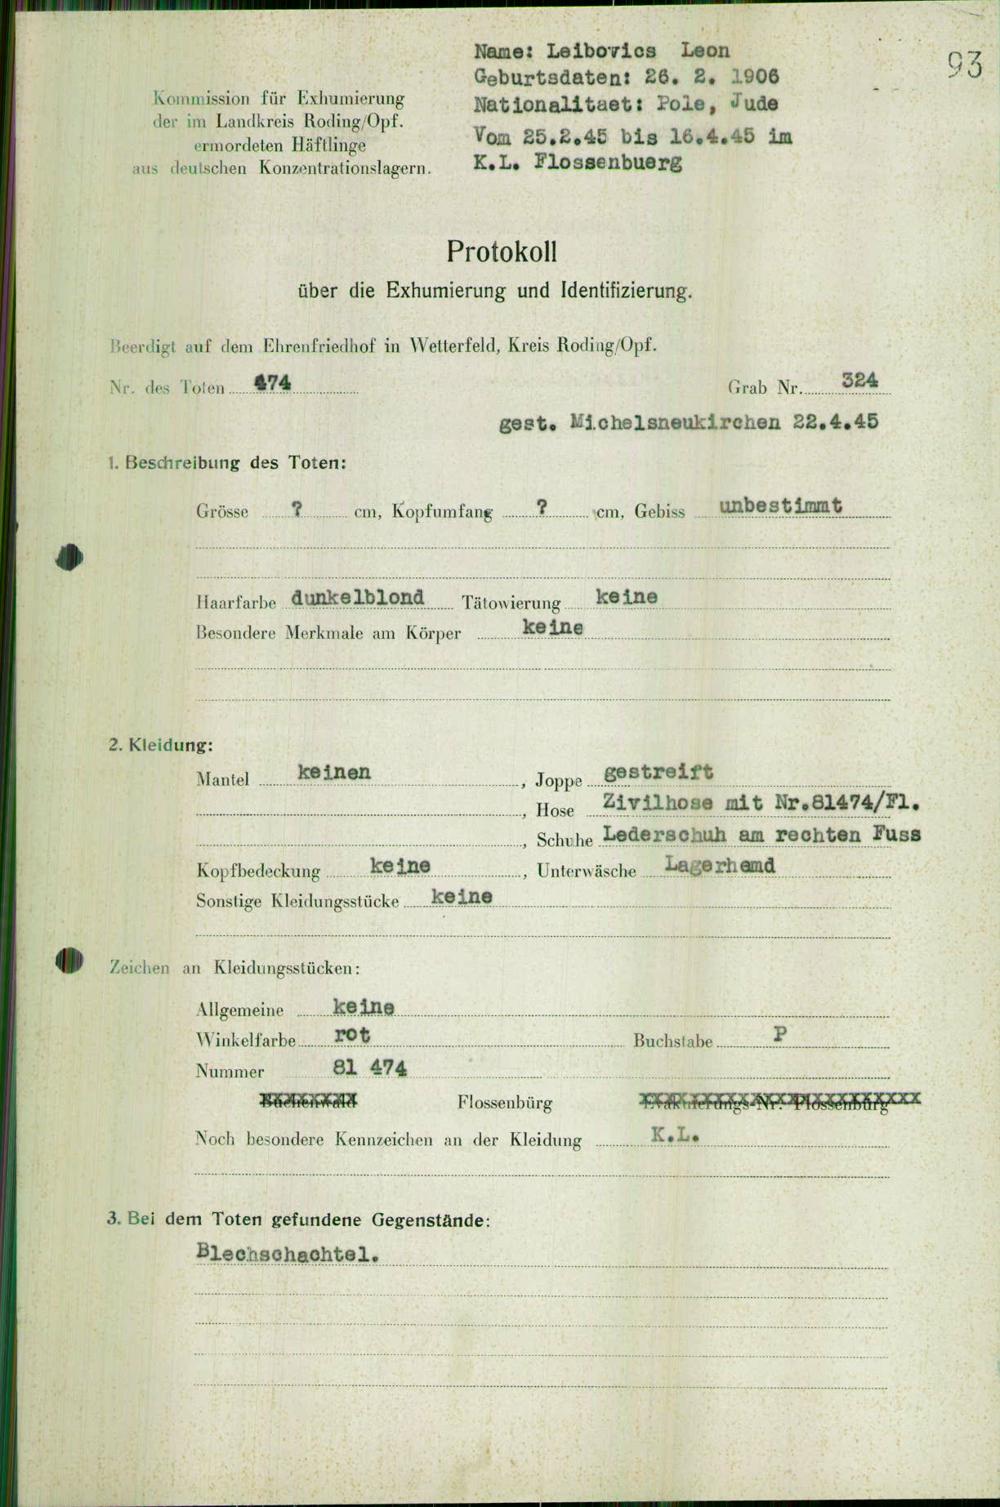 93
Name: Leibovics Leon
Geburtsdaten: 26. 2. 1906
Nationalitaet: Pole, Jude
Vom 25.2.45 bis 16.4.45 im
K.L. Flossenbuerg
Kommission für Exhumierung
der im Landkreis Roding/Opf.
ermordeten Häftlinge
aus deutschen Konzentrationslagern.
Protokoll
über die Exhumierung und Identifizierung.
Beerdigt auf dem Ehrenfriedhof in Wetterfeld, Kreis Roding/Opf.
Nr. des Toten 474 Grab Nr. 324
gest. Michelsneukirchen 22.4.45
1. Beschreibung des Toten:
Grösse ? cm, Kopfumfang ? cm, Gebiss unbestimmt
Haarfarbe dunkelblond Tätowierung keine
Besondere Merkmale am Körper keine
2. Kleidung:
Mantel keinen, Joppe gestreift
, Hose Zivilhose mit Nr.81474/Fl.
, Schuhe Lederschuh am rechten Fuss
Kopfbedeckung keine, Unterwäsche Lagerhemd
Sonstige Kleidungsstücke keine
Zeichen an Kleidungsstücken:
Allgemeine keine
Winkelfarbe rot Buchstabe P
Nummer 81 474
Buchenwald Flossenbürg Evakuierungs-Nr. Flossenbürg
Noch besondere Kennzeichen an der Kleidung K.L.
3. Bei dem Toten gefundene Gegenstände:
Blechschachtel.